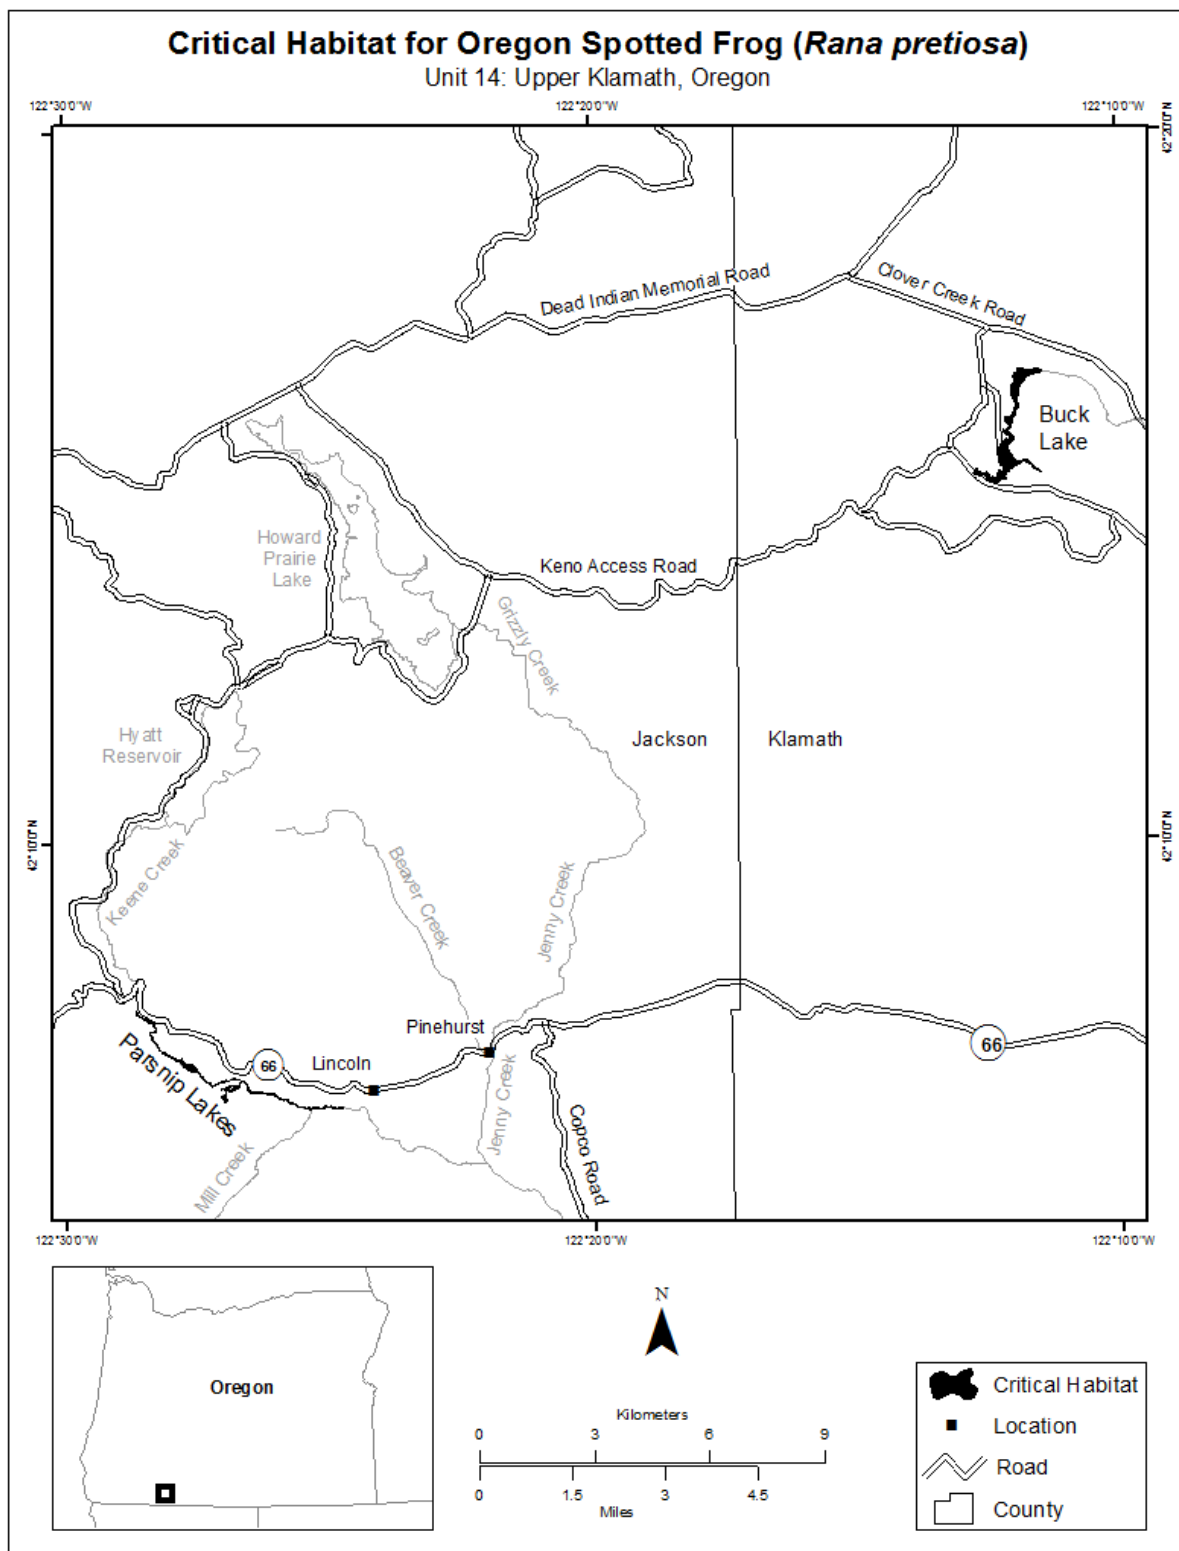 Critical Habitat for Oregon Spotted Frog (Rana pretiosa)
Unit 14: Upper Klamath, Oregon
122°30'0"W
122°20'0"W
122°10'0"W
42°20'0"N
Dead Indian Memorial Road
Clover Creek Road
Buck
Lake
Howard
Prairie
Lake
Keno Access Road
Grizzly Creek
Hyatt
Reservoir
Jackson
Klamath
42°10'0"N
42°10'0"N
Keene Creek
Beaver Creek
Jenny Creek
Pinehurst
66
Lincoln
66
Parsnip Lakes
Jenny Creek
Copco Road
Mill Creek
122°30'0"W
122°20'0"W
122°10'0"W
Oregon
N
Kilometers
0 3 6 9
0 1.5 3 4.5
Miles
Critical Habitat
Location
Road
County